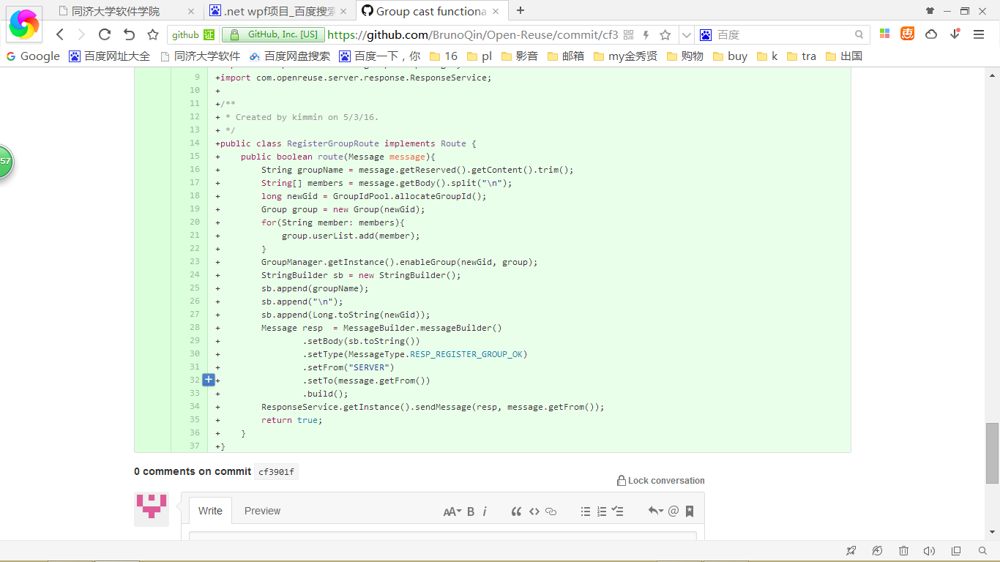 同济大学软件学院
.net wpf项目_百度搜索
Group cast functiona
github 证
GitHub, Inc. [US]
https://github.com/BrunoQin/Open-Reuse/commit/cf3
百度
惠
Google 百度网址大全 同济大学软件 百度网盘搜索 百度一下，你 16 pl 影音 邮箱 my金秀贤 购物 buy k tra 出国
57
9 +import com.openreuse.server.response.ResponseService;
10 +
11 +/**
12 + * Created by kimmin on 5/3/16.
13 + */
14 +public class RegisterGroupRoute implements Route {
15 +    public boolean route(Message message){
16 +        String groupName = message.getReserved().getContent().trim();
17 +        String[] members = message.getBody().split("\n");
18 +        long newGid = GroupIdPool.allocateGroupId();
19 +        Group group = new Group(newGid);
20 +        for(String member: members){
21 +            group.userList.add(member);
22 +        }
23 +        GroupManager.getInstance().enableGroup(newGid, group);
24 +        StringBuilder sb = new StringBuilder();
25 +        sb.append(groupName);
26 +        sb.append("\n");
27 +        sb.append(Long.toString(newGid));
28 +        Message resp  = MessageBuilder.messageBuilder()
29 +                .setBody(sb.toString())
30 +                .setType(MessageType.RESP_REGISTER_GROUP_OK)
31 +                .setFrom("SERVER")
32 +                .setTo(message.getFrom())
33 +                .build();
34 +        ResponseService.getInstance().sendMessage(resp, message.getFrom());
35 +        return true;
36 +    }
37 +}
0 comments on commit cf3901f
Lock conversation
Write Preview
AA B i